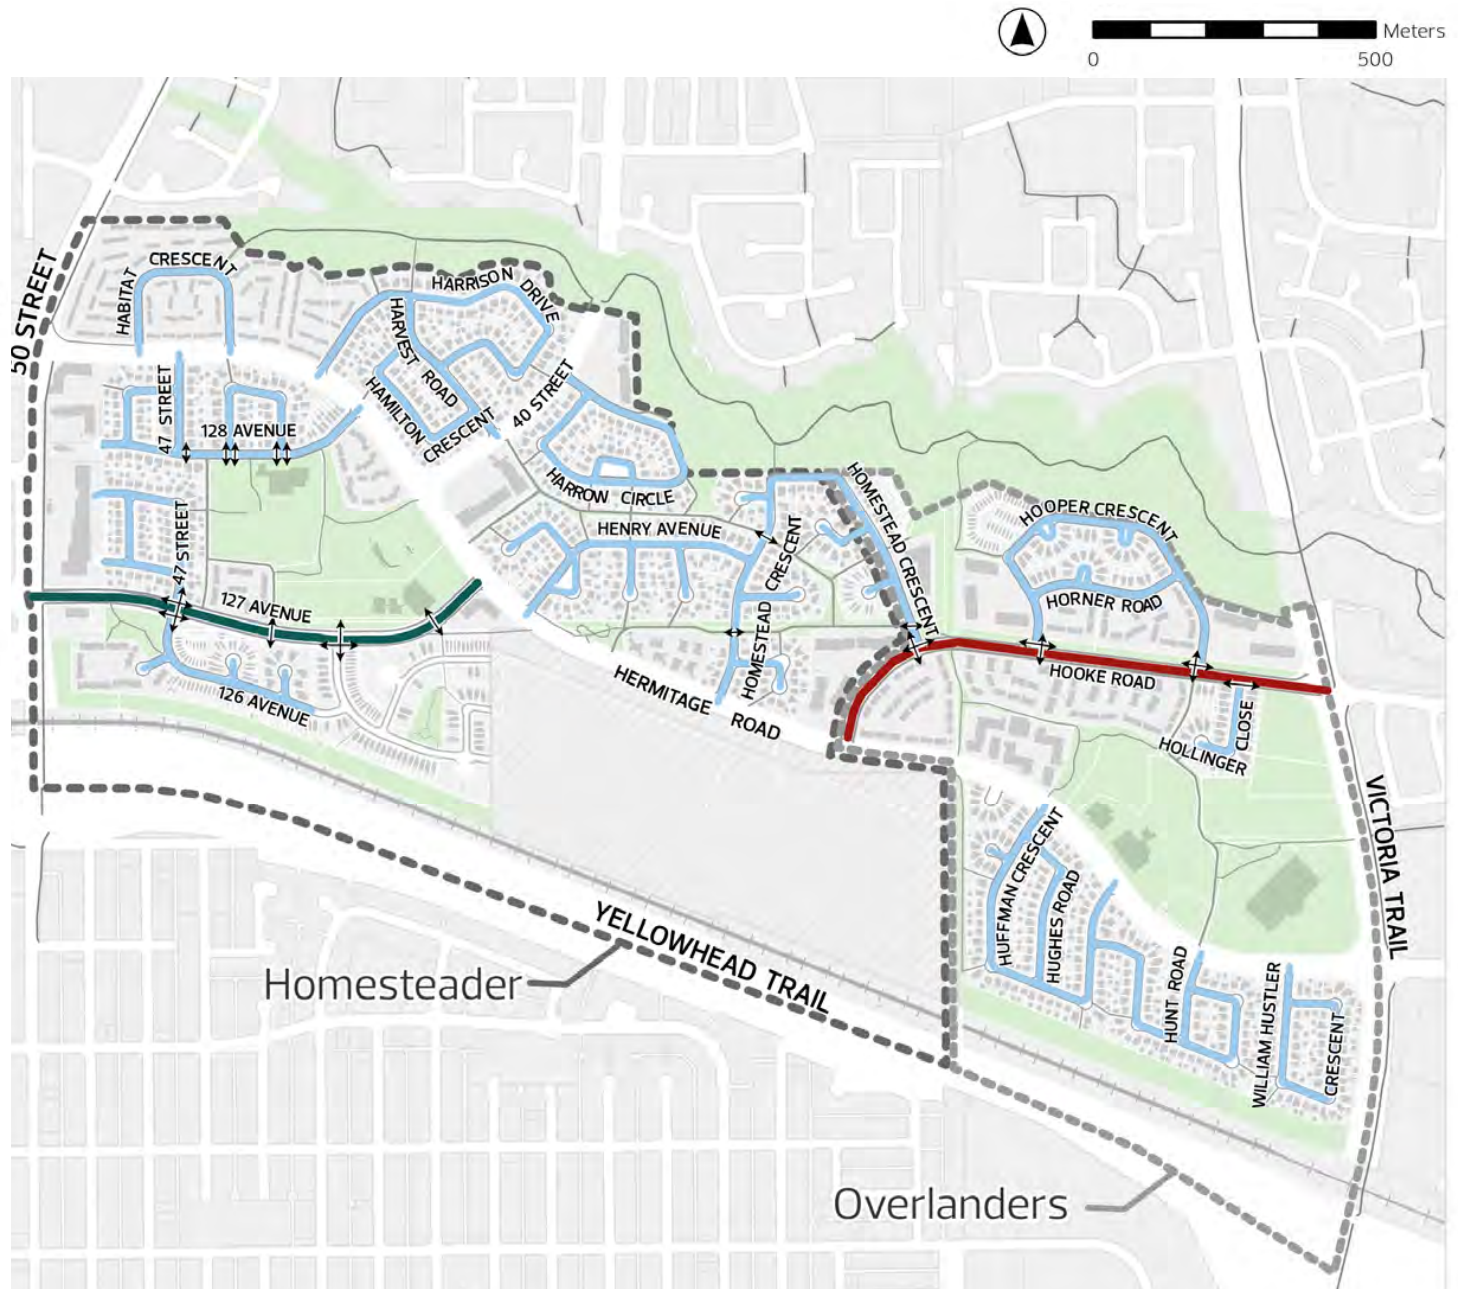 Meters
0
500
50 STREET
HABITAT
CRESCENT
HARRISON
DRIVE
HARVEST ROAD
HAMILTON
CRESCENT
40 STREET
47 STREET
128 AVENUE
HARROW CIRCLE
HENRY AVENUE
HOMESTEAD CRESCENT
HOMESTEAD CRESCENT
HOOPER CRESCENT
47 STREET
127 AVENUE
HORNER ROAD
HOMESTEAD CRESCENT
HOOKE ROAD
126 AVENUE
HERMITAGE ROAD
HOLLINGER
CLOSE
VICTORIA TRAIL
HUFFMAN CRESCENT
HUGHES ROAD
YELLOWHEAD TRAIL
Homesteader
HUNT ROAD
WILLIAM HUSTLER
CRESCENT
Overlanders